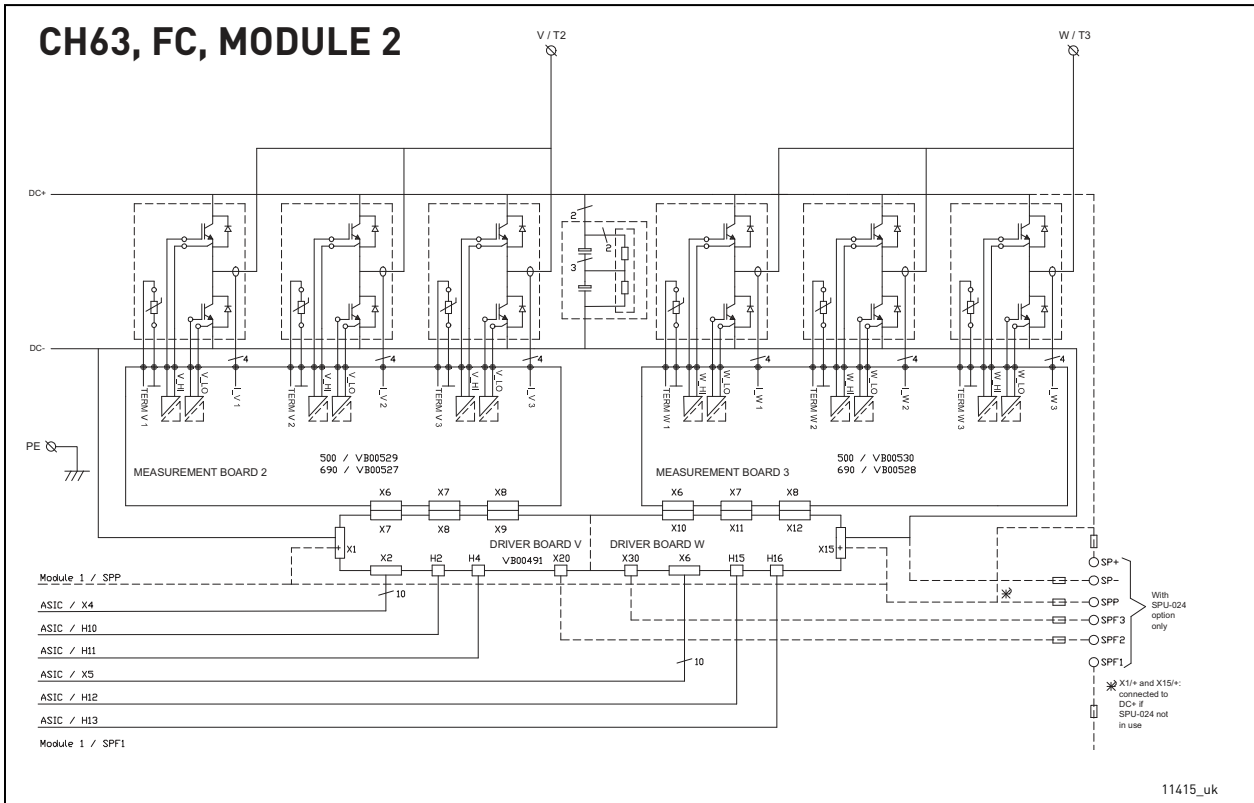 CH63, FC, MODULE 2
V / T2
W / T3
DC+
2
2
3
DC-
4
4
4
4
4
4
TERM V 1
V_HI
V_LO
I_V 1
TERM V 2
V_HI
V_LO
I_V 2
TERM V 3
V_HI
V_LO
I_V 3
TERM W 1
W_HI
W_LO
I_W 1
TERM W 2
W_HI
W_LO
I_W 2
TERM W 3
W_HI
W_LO
I_W 3
PE
MEASUREMENT BOARD 2
500 / VB00529
690 / VB00527
MEASUREMENT BOARD 3
500 / VB00530
690 / VB00528
X6 X7 X8
X6 X7 X8
X7 X8 X9
X10 X11 X12
X1
+
DRIVER BOARD V
VB00491
DRIVER BOARD W
X15
+
X2 H2 H4 X20 X30 X6 H15 H16
Module 1 / SPP
10
ASIC / X4
ASIC / H10
ASIC / H11
ASIC / X5
10
ASIC / H12
ASIC / H13
Module 1 / SPF1
SP+
SP-
SPP
SPF3
SPF2
SPF1
With
SPU-024
option
only
X1/+ and X15/+:
connected to
DC+ if
SPU-024 not
in use
11415_uk